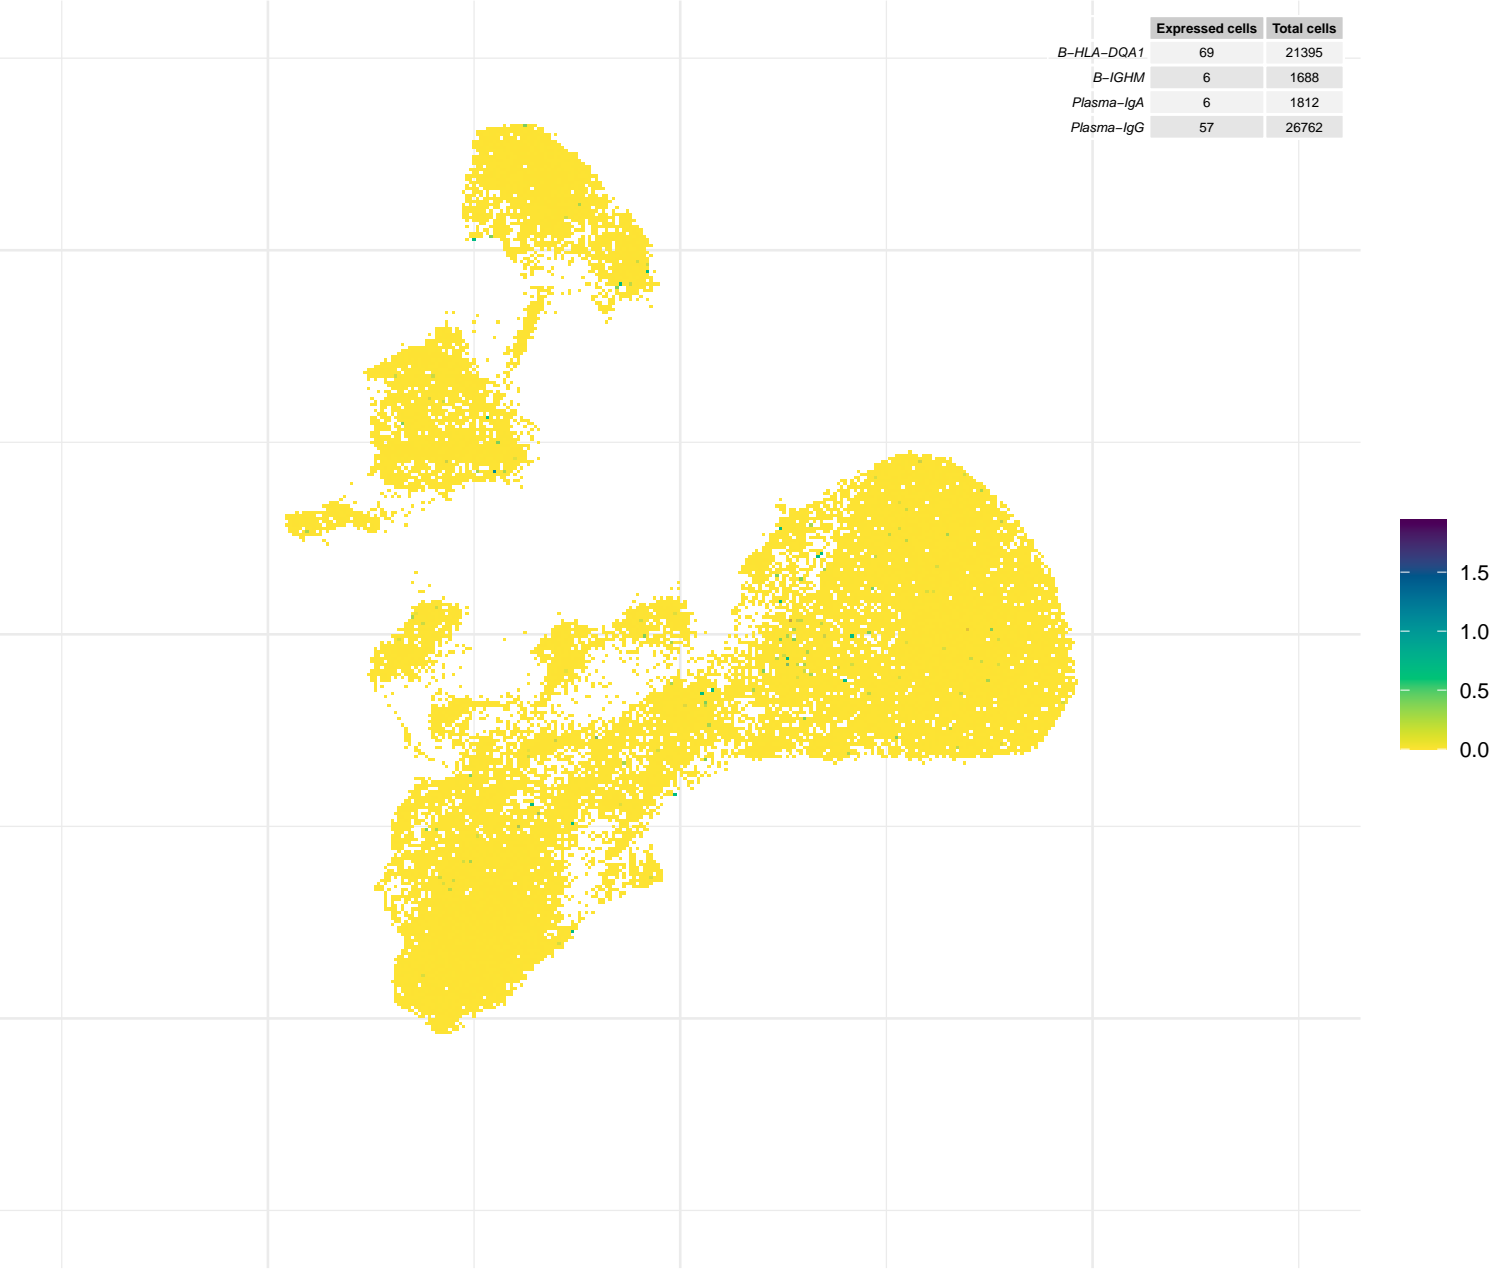 Expressed cells Total cells
B−HLA−DQA1 69 21395
B−IGHM 6 1688
Plasma−IgA 6 1812
Plasma−IgG 57 26762
1.5
1.0
0.5
0.0